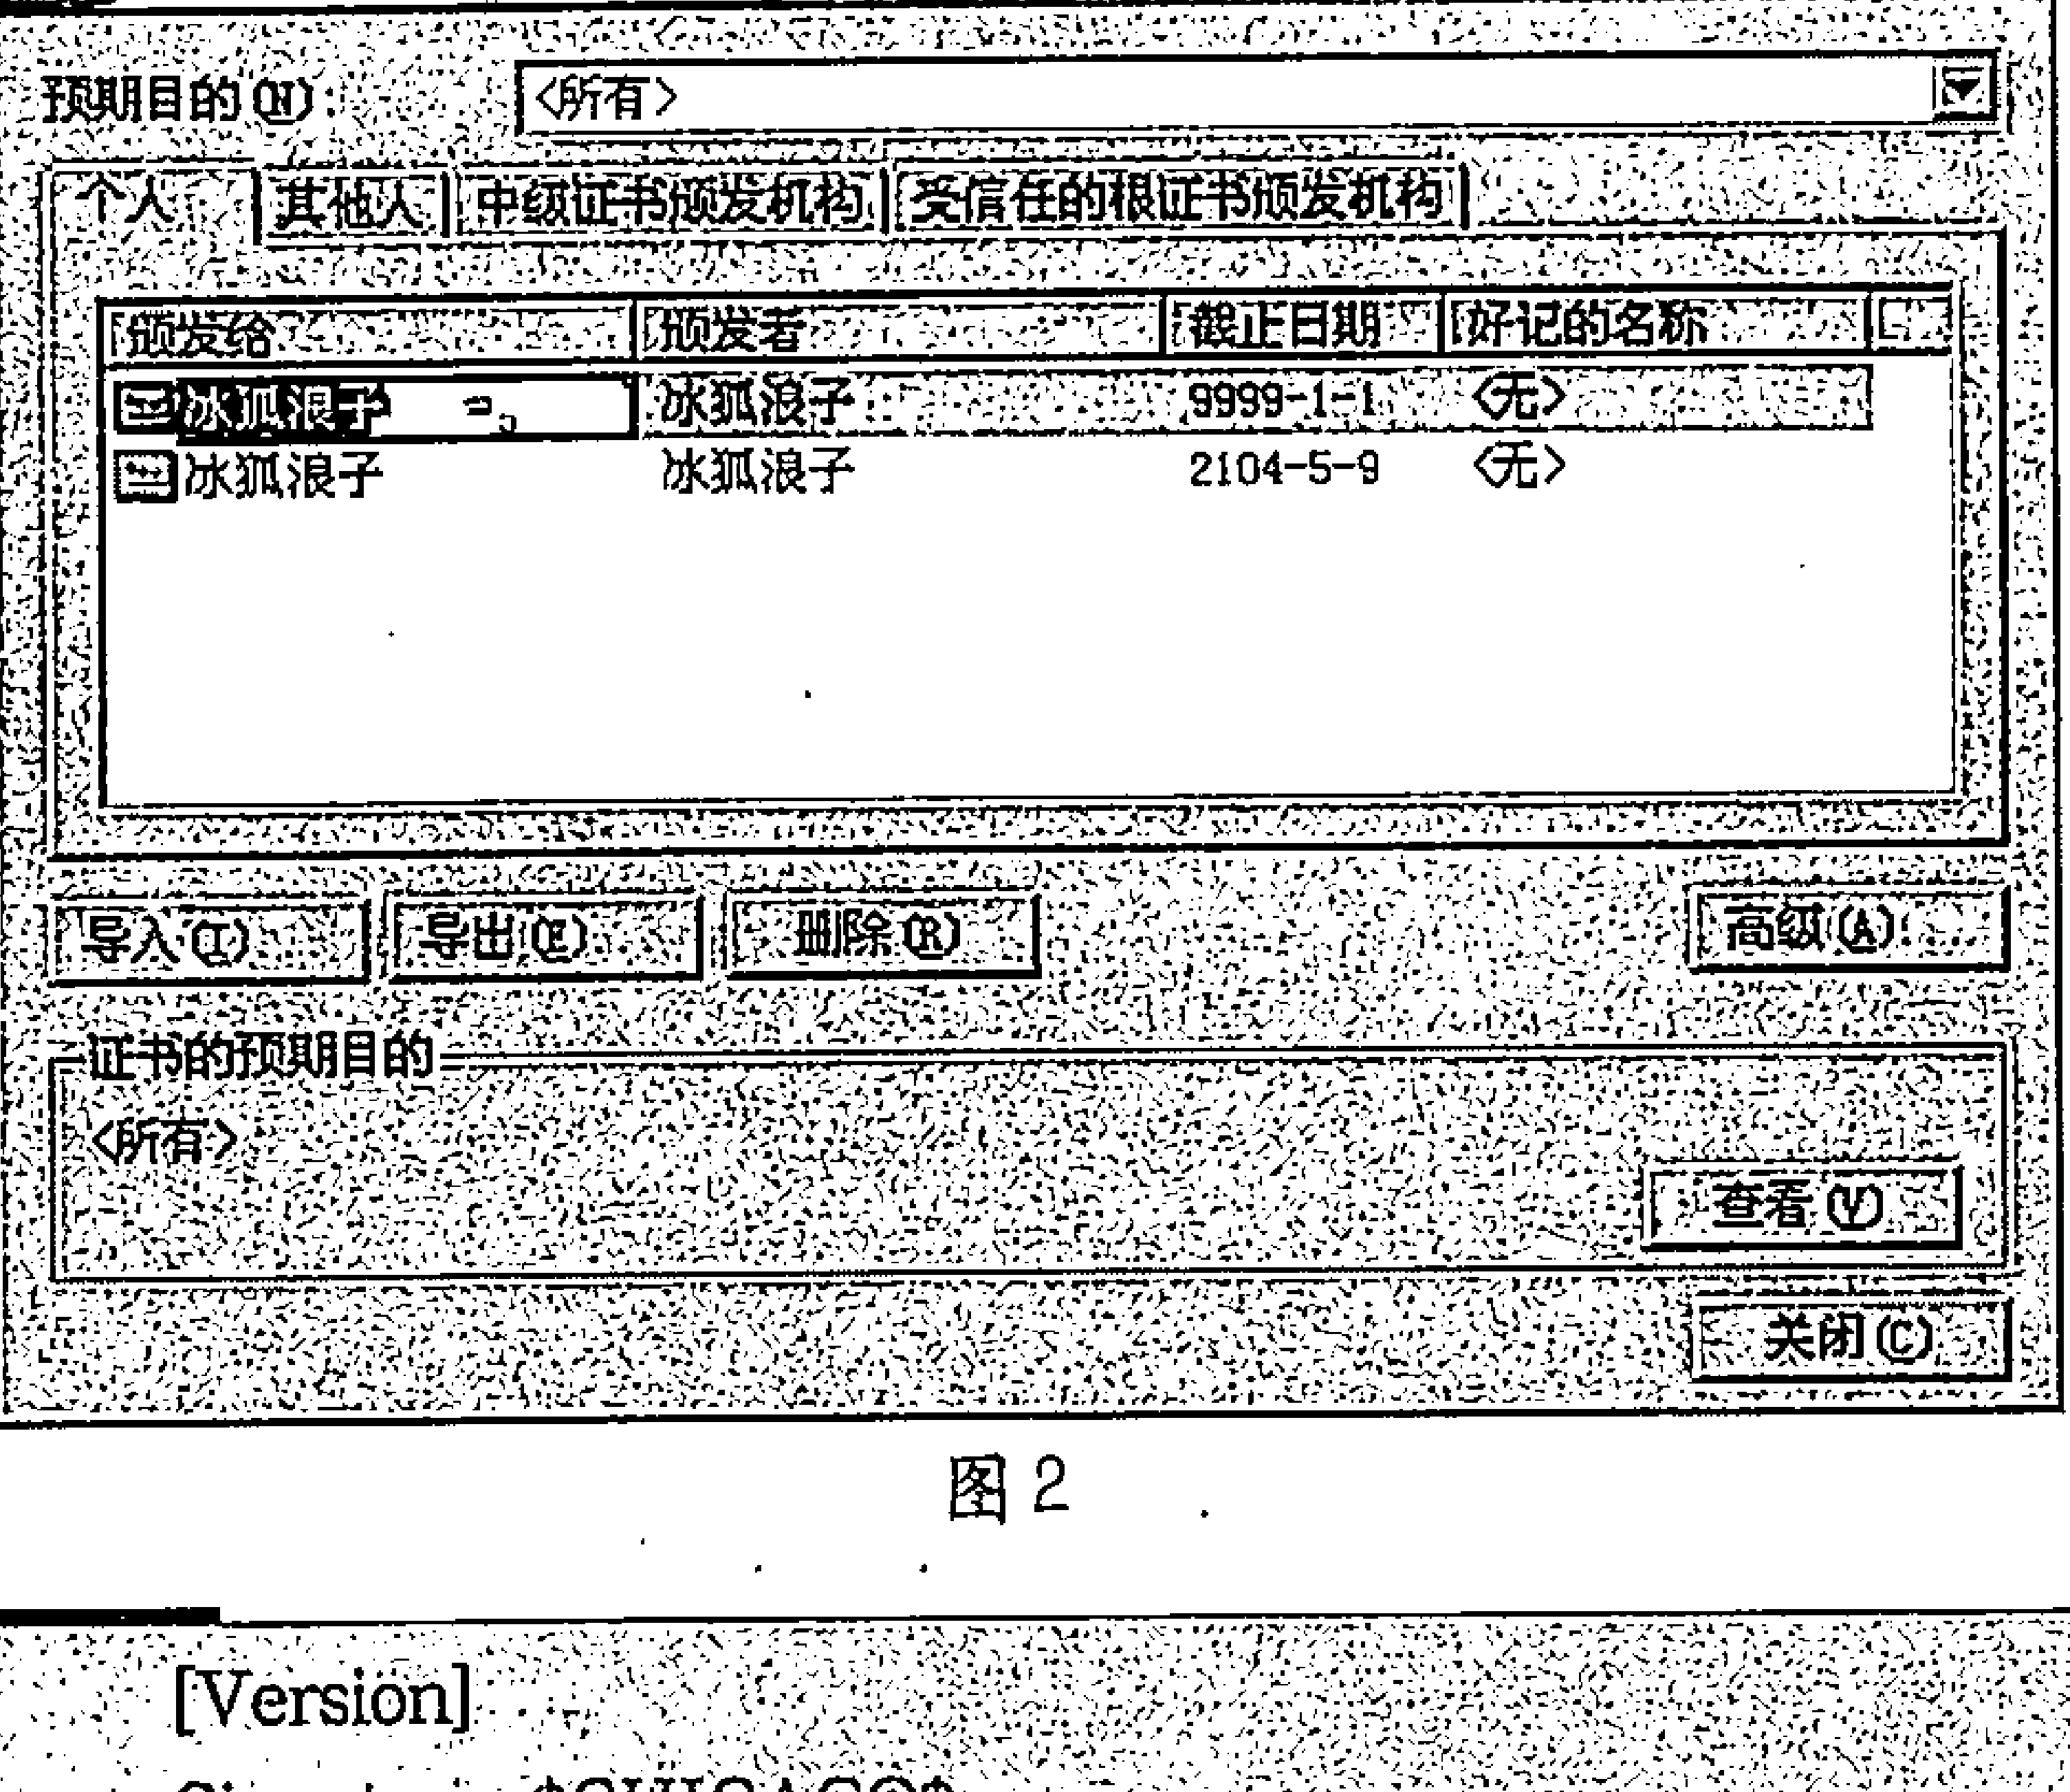 预期目的(N): <所有>
个人 其他人 中级证书颁发机构 受信任的根证书颁发机构
颁发给 颁发者 截止日期 好记的名称
冰狐浪子 冰狐浪子 9999-1-1 <无>
冰狐浪子 冰狐浪子 2104-5-9 <无>
导入(I) 导出(E) 删除(R) 高级(A)
证书的预期目的
<所有>
查看(V)
关闭(C)
图2
[Version]